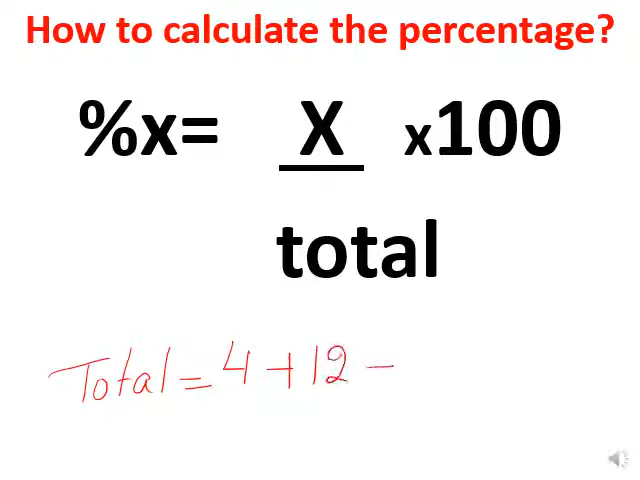 How to calculate the percentage?
%x= X x100
total
Total = 4 + 12 -